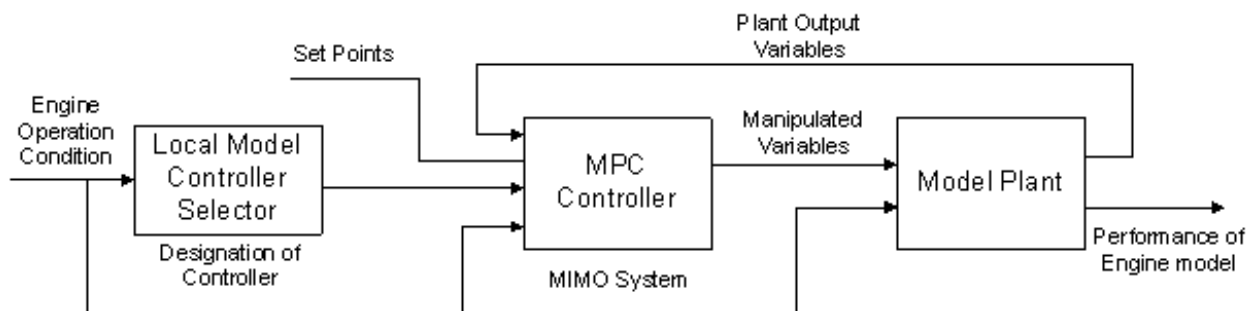 Plant Output
Variables
Set Points
Engine
Operation
Condition
Local Model
Controller
Selector
Designation of
Controller
MPC
Controller
MIMO System
Manipulated
Variables
Model Plant
Performance of
Engine model